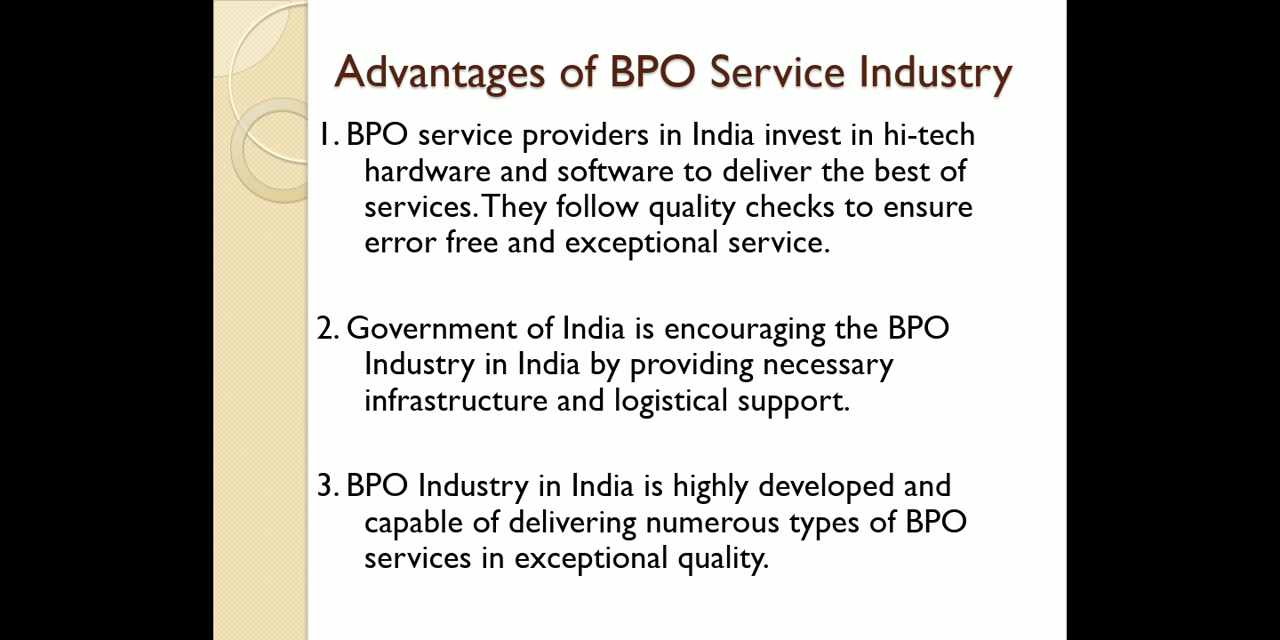 Advantages of BPO Service Industry
1. BPO service providers in India invest in hi-tech
hardware and software to deliver the best of
services. They follow quality checks to ensure
error free and exceptional service.
2. Government of India is encouraging the BPO
Industry in India by providing necessary
infrastructure and logistical support.
3. BPO Industry in India is highly developed and
capable of delivering numerous types of BPO
services in exceptional quality.